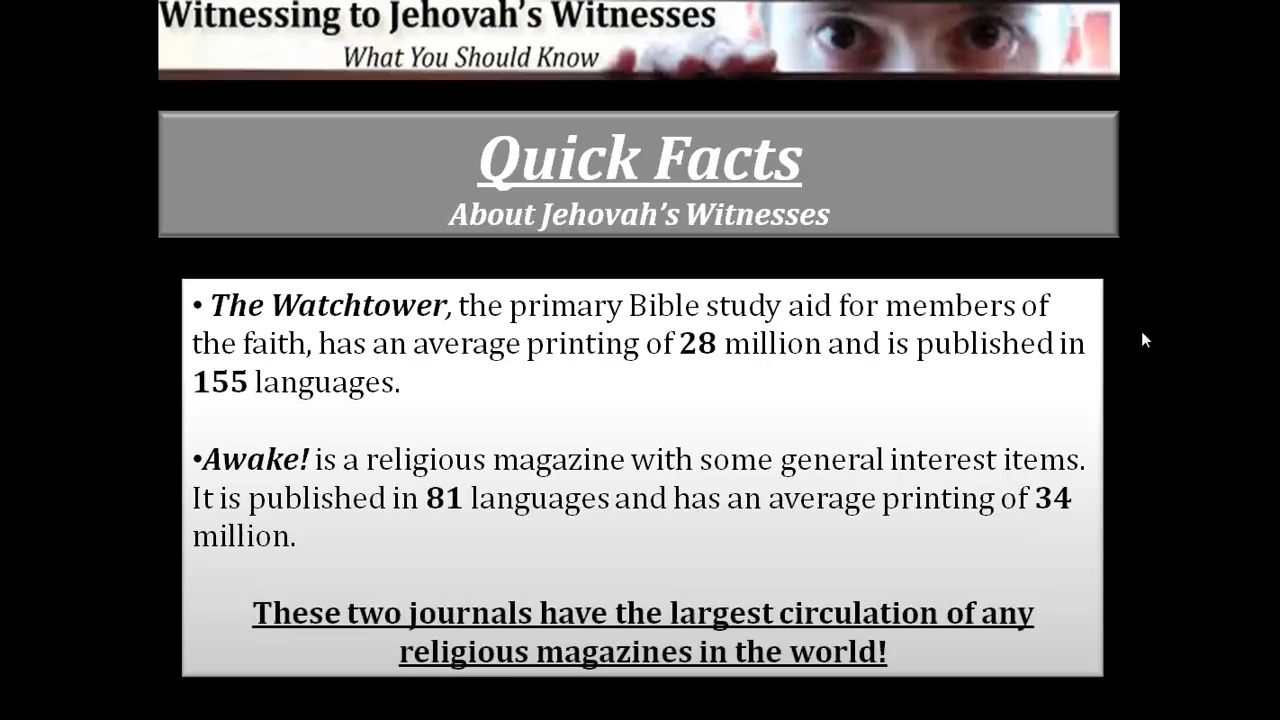 Witnessing to Jehovah's Witnesses
What You Should Know
Quick Facts
About Jehovah's Witnesses
• The Watchtower, the primary Bible study aid for members of
the faith, has an average printing of 28 million and is published in
155 languages.
•Awake! is a religious magazine with some general interest items.
It is published in 81 languages and has an average printing of 34
million.
These two journals have the largest circulation of any
religious magazines in the world!